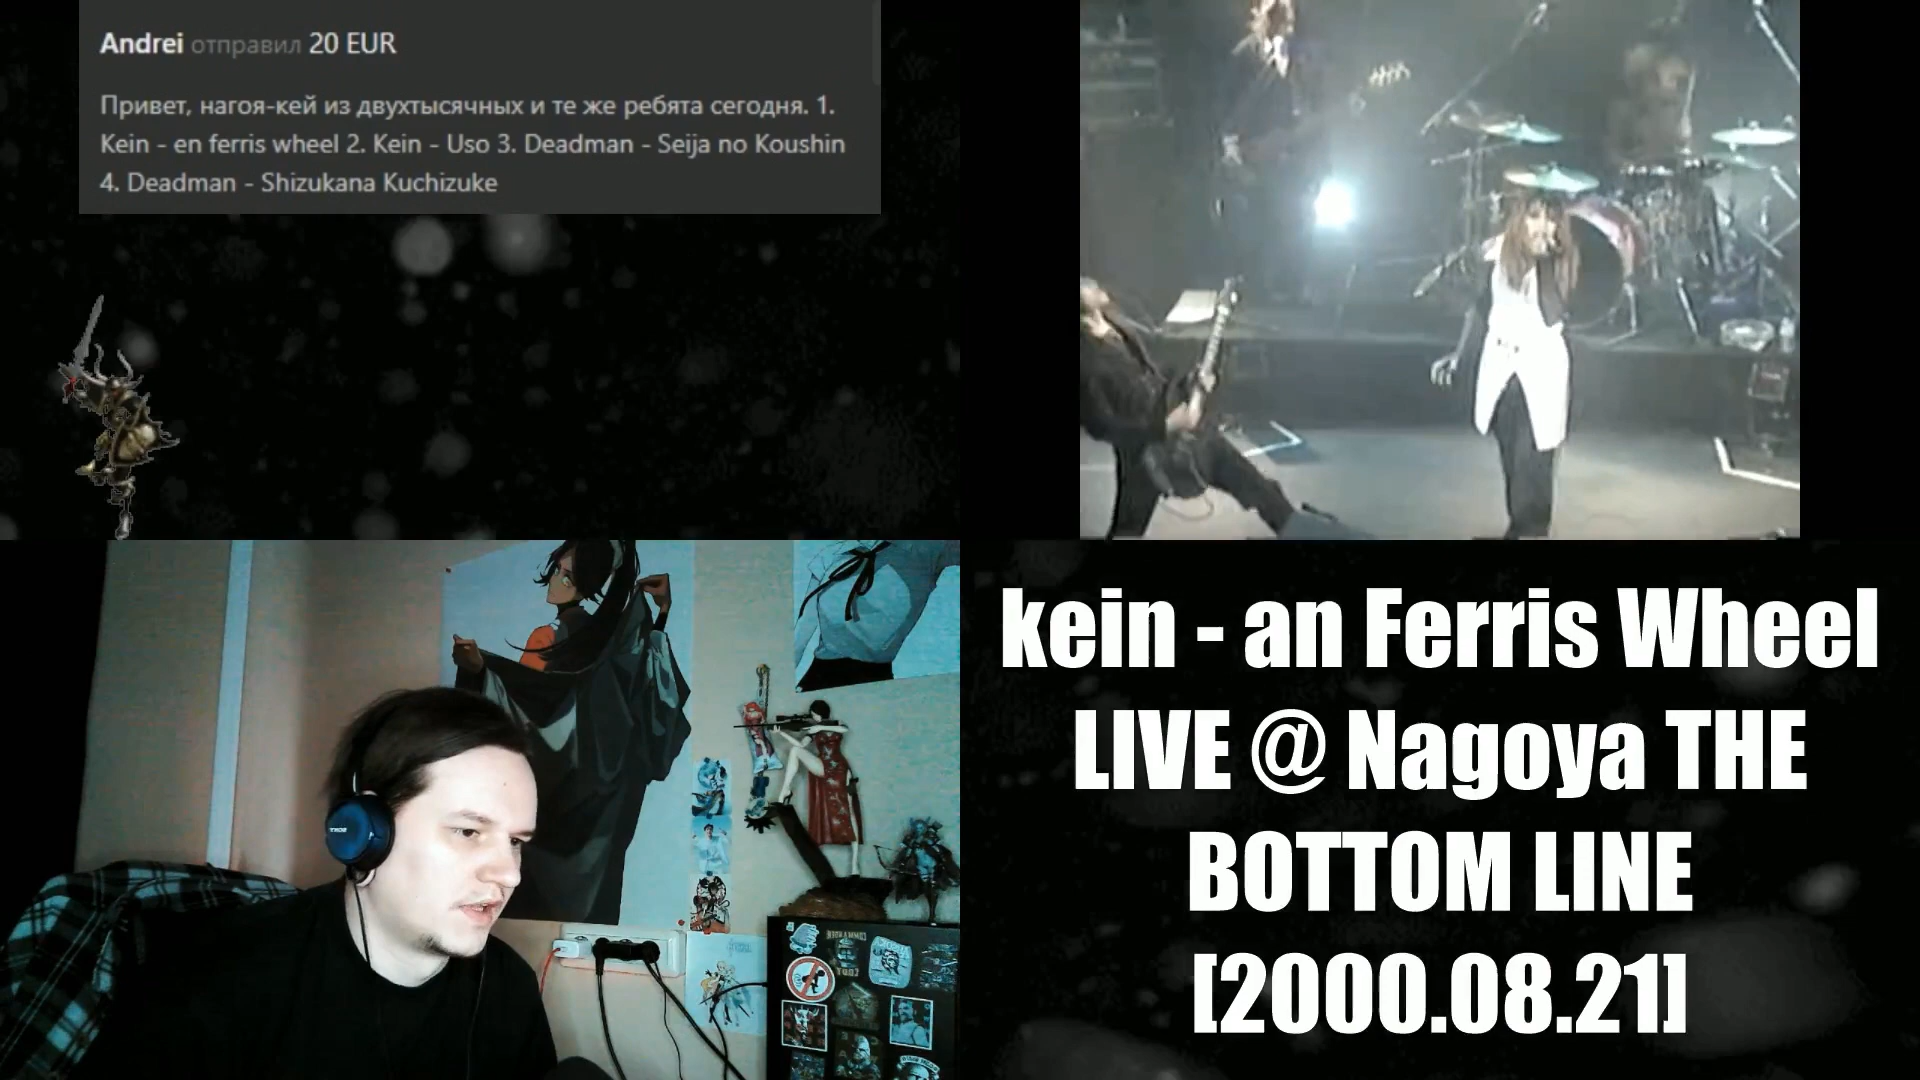 Andrei отправил 20 EUR
Привет, нагоя-кей из двухтысячных и те же ребята сегодня. 1.
Kein - en ferris wheel 2. Kein - Uso 3. Deadman - Seija no Koushin
4. Deadman - Shizukana Kuchizuke
kein - an Ferris Wheel
LIVE @ Nagoya THE
BOTTOM LINE
[2000.08.21]